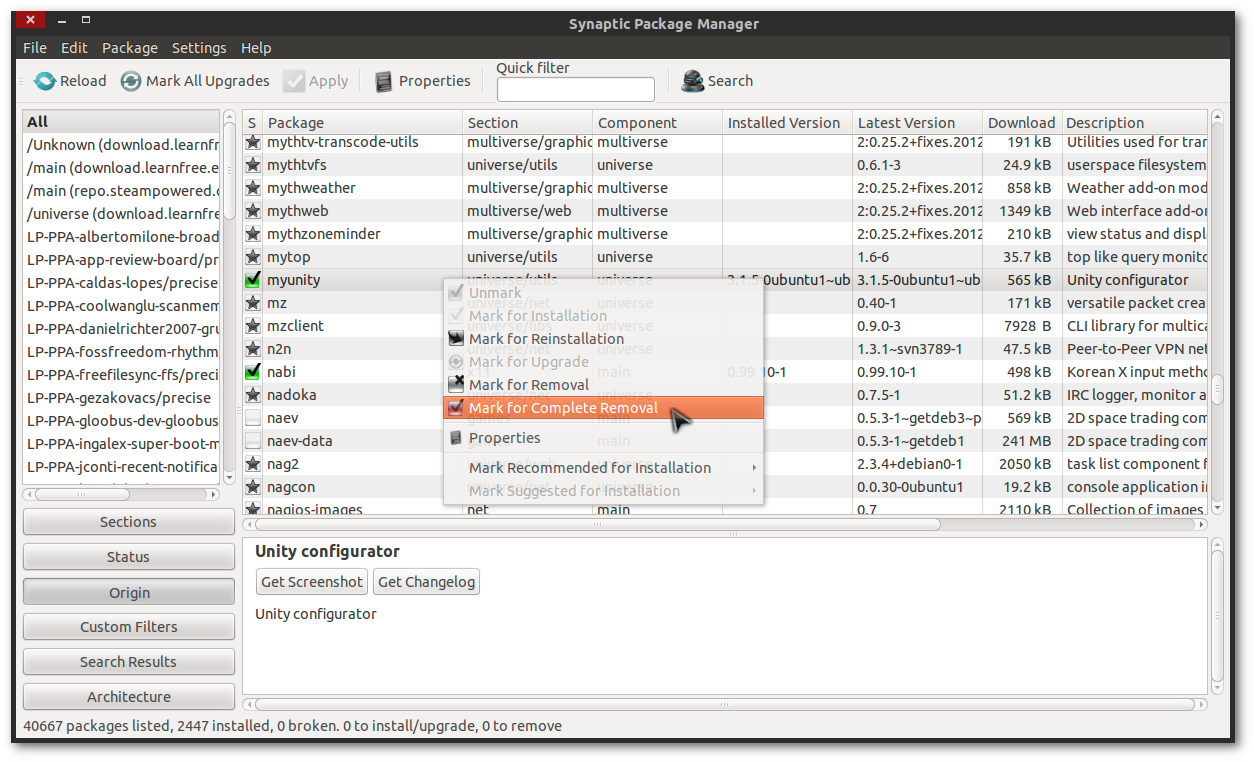 Synaptic Package Manager
File Edit Package Settings Help
Reload Mark All Upgrades Apply Properties Quick filter Search
All
/Unknown (download.learnfr
/main (download.learnfree.e
/main (repo.steampowered.c
/universe (download.learnfre
LP-PPA-albertomilone-broad
LP-PPA-app-review-board/pr
LP-PPA-caldas-lopes/precise
LP-PPA-coolwanglu-scanmem
LP-PPA-danielrichter2007-gru
LP-PPA-fossfreedom-rhythm
LP-PPA-freefilesync-ffs/preci
LP-PPA-gezakovacs/precise
LP-PPA-gloobus-dev-gloobus
LP-PPA-ingalex-super-boot-m
LP-PPA-jconti-recent-notifica
Sections
Status
Origin
Custom Filters
Search Results
Architecture
S Package Section Component Installed Version Latest Version Download Description
mythtv-transcode-utils multiverse/graphic multiverse 2:0.25.2+fixes.2012 191 kB Utilities used for tran
mythtvfs universe/utils universe 0.6.1-3 24.9 kB userspace filesystem
mythweather multiverse/graphic multiverse 2:0.25.2+fixes.2012 858 kB Weather add-on mod
mythweb multiverse/web multiverse 2:0.25.2+fixes.2012 1349 kB Web interface add-or
mythzoneminder multiverse/graphic multiverse 2:0.25.2+fixes.2012 210 kB view status and displ
mytop universe/utils universe 1.6-6 35.7 kB top like query monito
myunity universe/utils universe 3.1.5-0ubuntu1~ub 3.1.5-0ubuntu1~ub 565 kB Unity configurator
mz universe/net universe 0.40-1 171 kB versatile packet crea
mzclient universe/libs universe 0.9.0-3 7928 B CLI library for multica
n2n universe/net universe 1.3.1~svn3789-1 47.5 kB Peer-to-Peer VPN net
nabi x11 main 0.99.10-1 0.99.10-1 498 kB Korean X input metho
nadoka 0.7.5-1 51.2 kB IRC logger, monitor a
naev games main 0.5.3-1~getdeb3~p 569 kB 2D space trading com
naev-data main 0.5.3-1~getdeb1 241 MB 2D space trading com
nag2 2.3.4+debian0-1 2050 kB task list component f
nagcon 0.0.30-0ubuntu1 19.2 kB console application i
nagios-images net main 0.7 2110 kB Collection of images
Unmark
Mark for Installation
Mark for Reinstallation
Mark for Upgrade
Mark for Removal
Mark for Complete Removal
Properties
Mark Recommended for Installation
Mark Suggested for Installation
Unity configurator
Get Screenshot Get Changelog
Unity configurator
40667 packages listed, 2447 installed, 0 broken. 0 to install/upgrade, 0 to remove